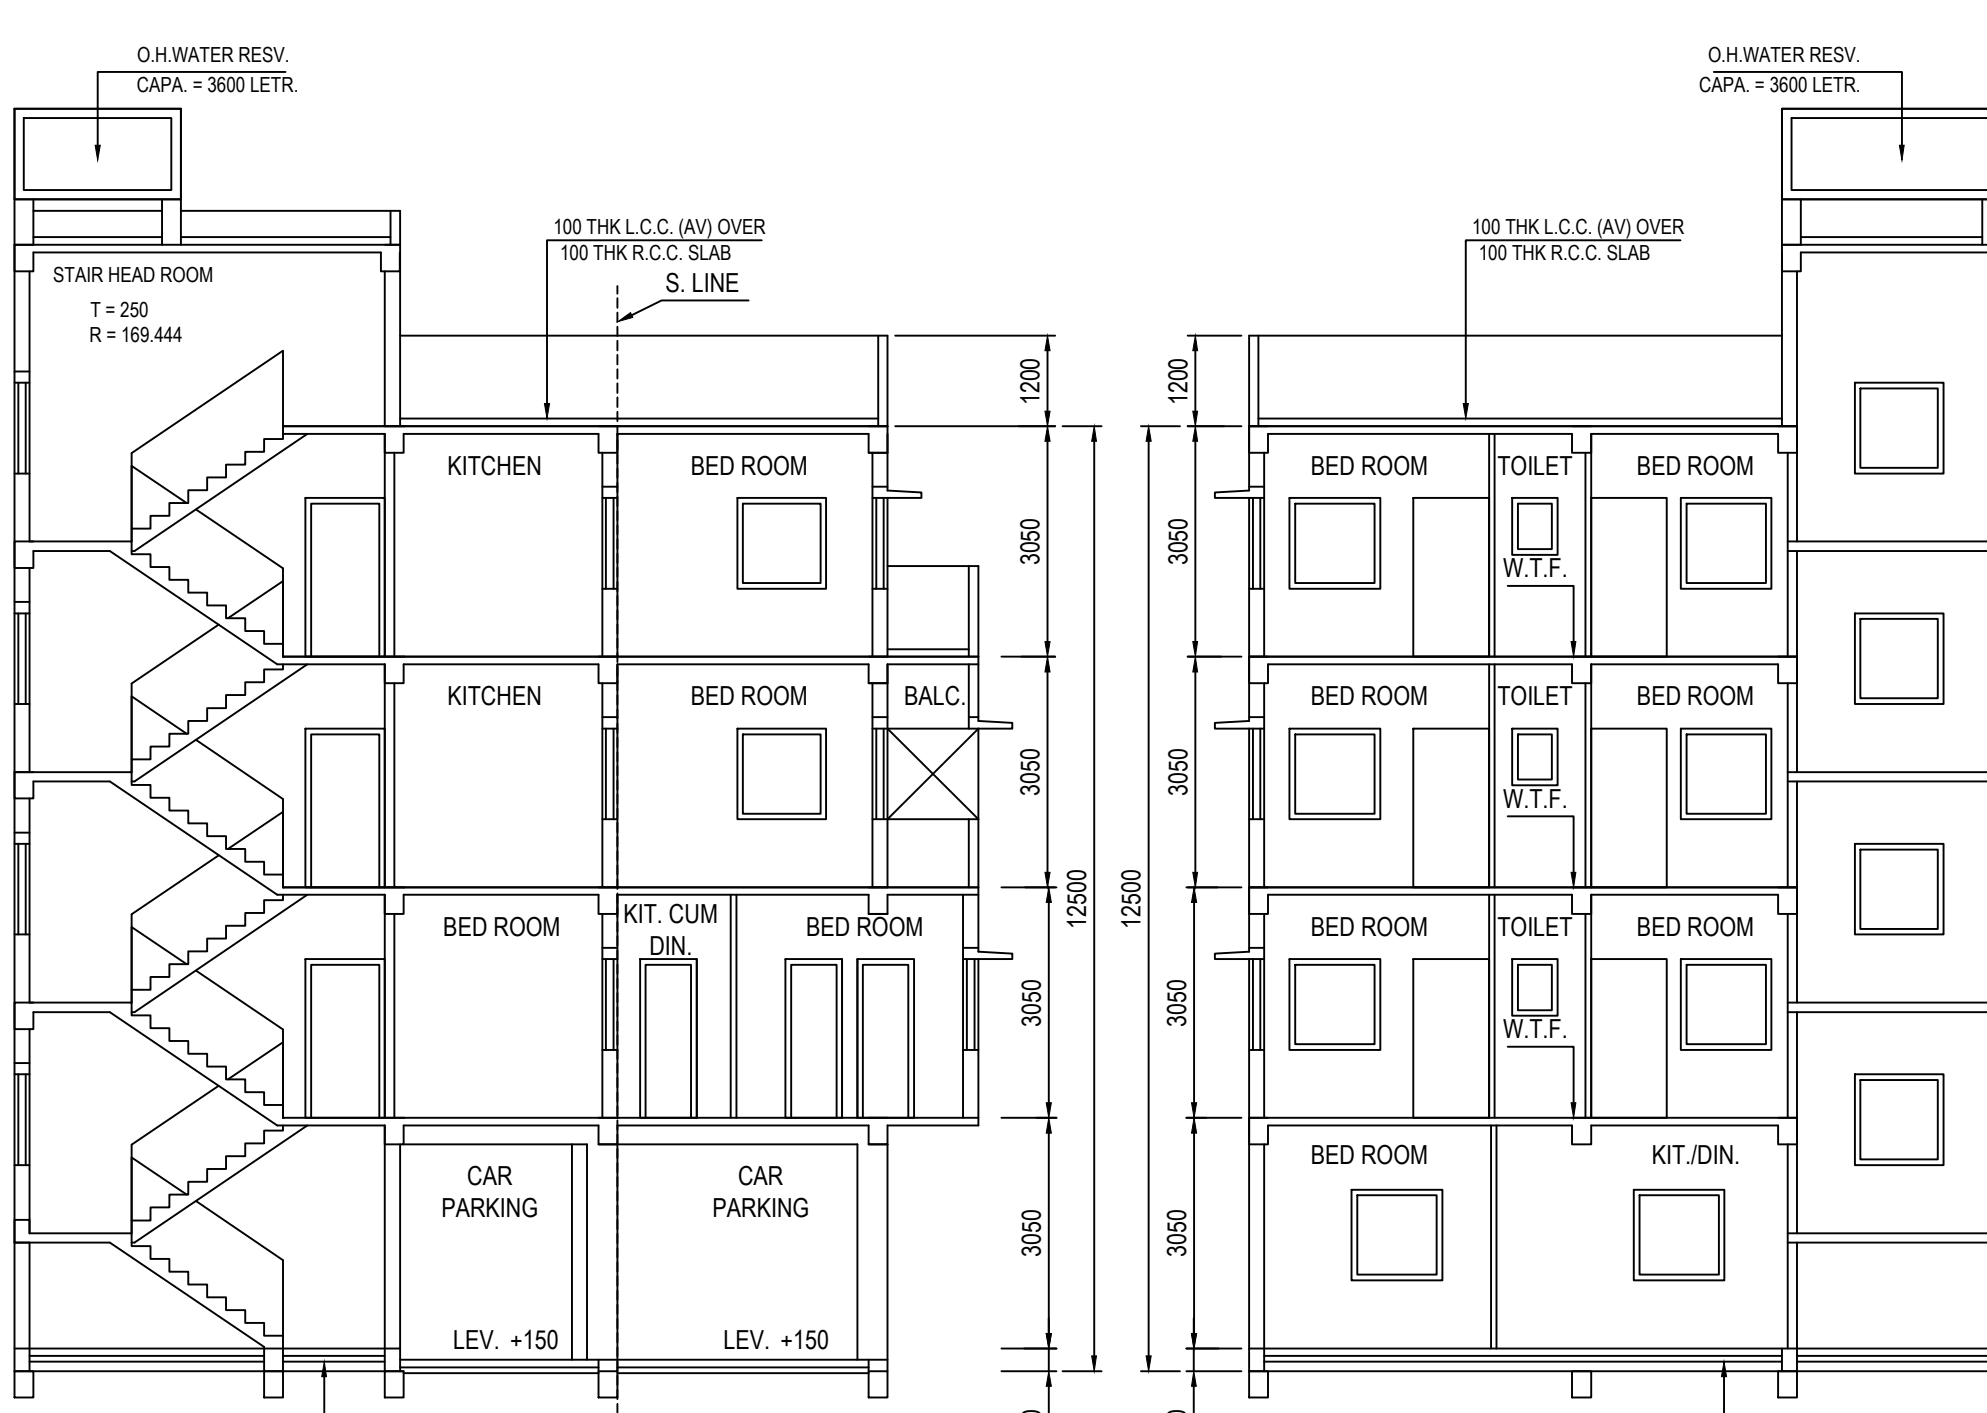 O.H.WATER RESV.
CAPA. = 3600 LETR.
O.H.WATER RESV.
CAPA. = 3600 LETR.
100 THK L.C.C. (AV) OVER
100 THK R.C.C. SLAB
100 THK L.C.C. (AV) OVER
100 THK R.C.C. SLAB
STAIR HEAD ROOM
T = 250
R = 169.444
S. LINE
1200
1200
KITCHEN
BED ROOM
BED ROOM
TOILET
BED ROOM
3050
3050
W.T.F.
KITCHEN
BED ROOM
BALC.
BED ROOM
TOILET
BED ROOM
3050
3050
W.T.F.
12500
12500
BED ROOM
KIT. CUM
DIN.
BED ROOM
BED ROOM
TOILET
BED ROOM
3050
3050
W.T.F.
CAR
PARKING
CAR
PARKING
BED ROOM
KIT./DIN.
3050
3050
LEV. +150
LEV. +150